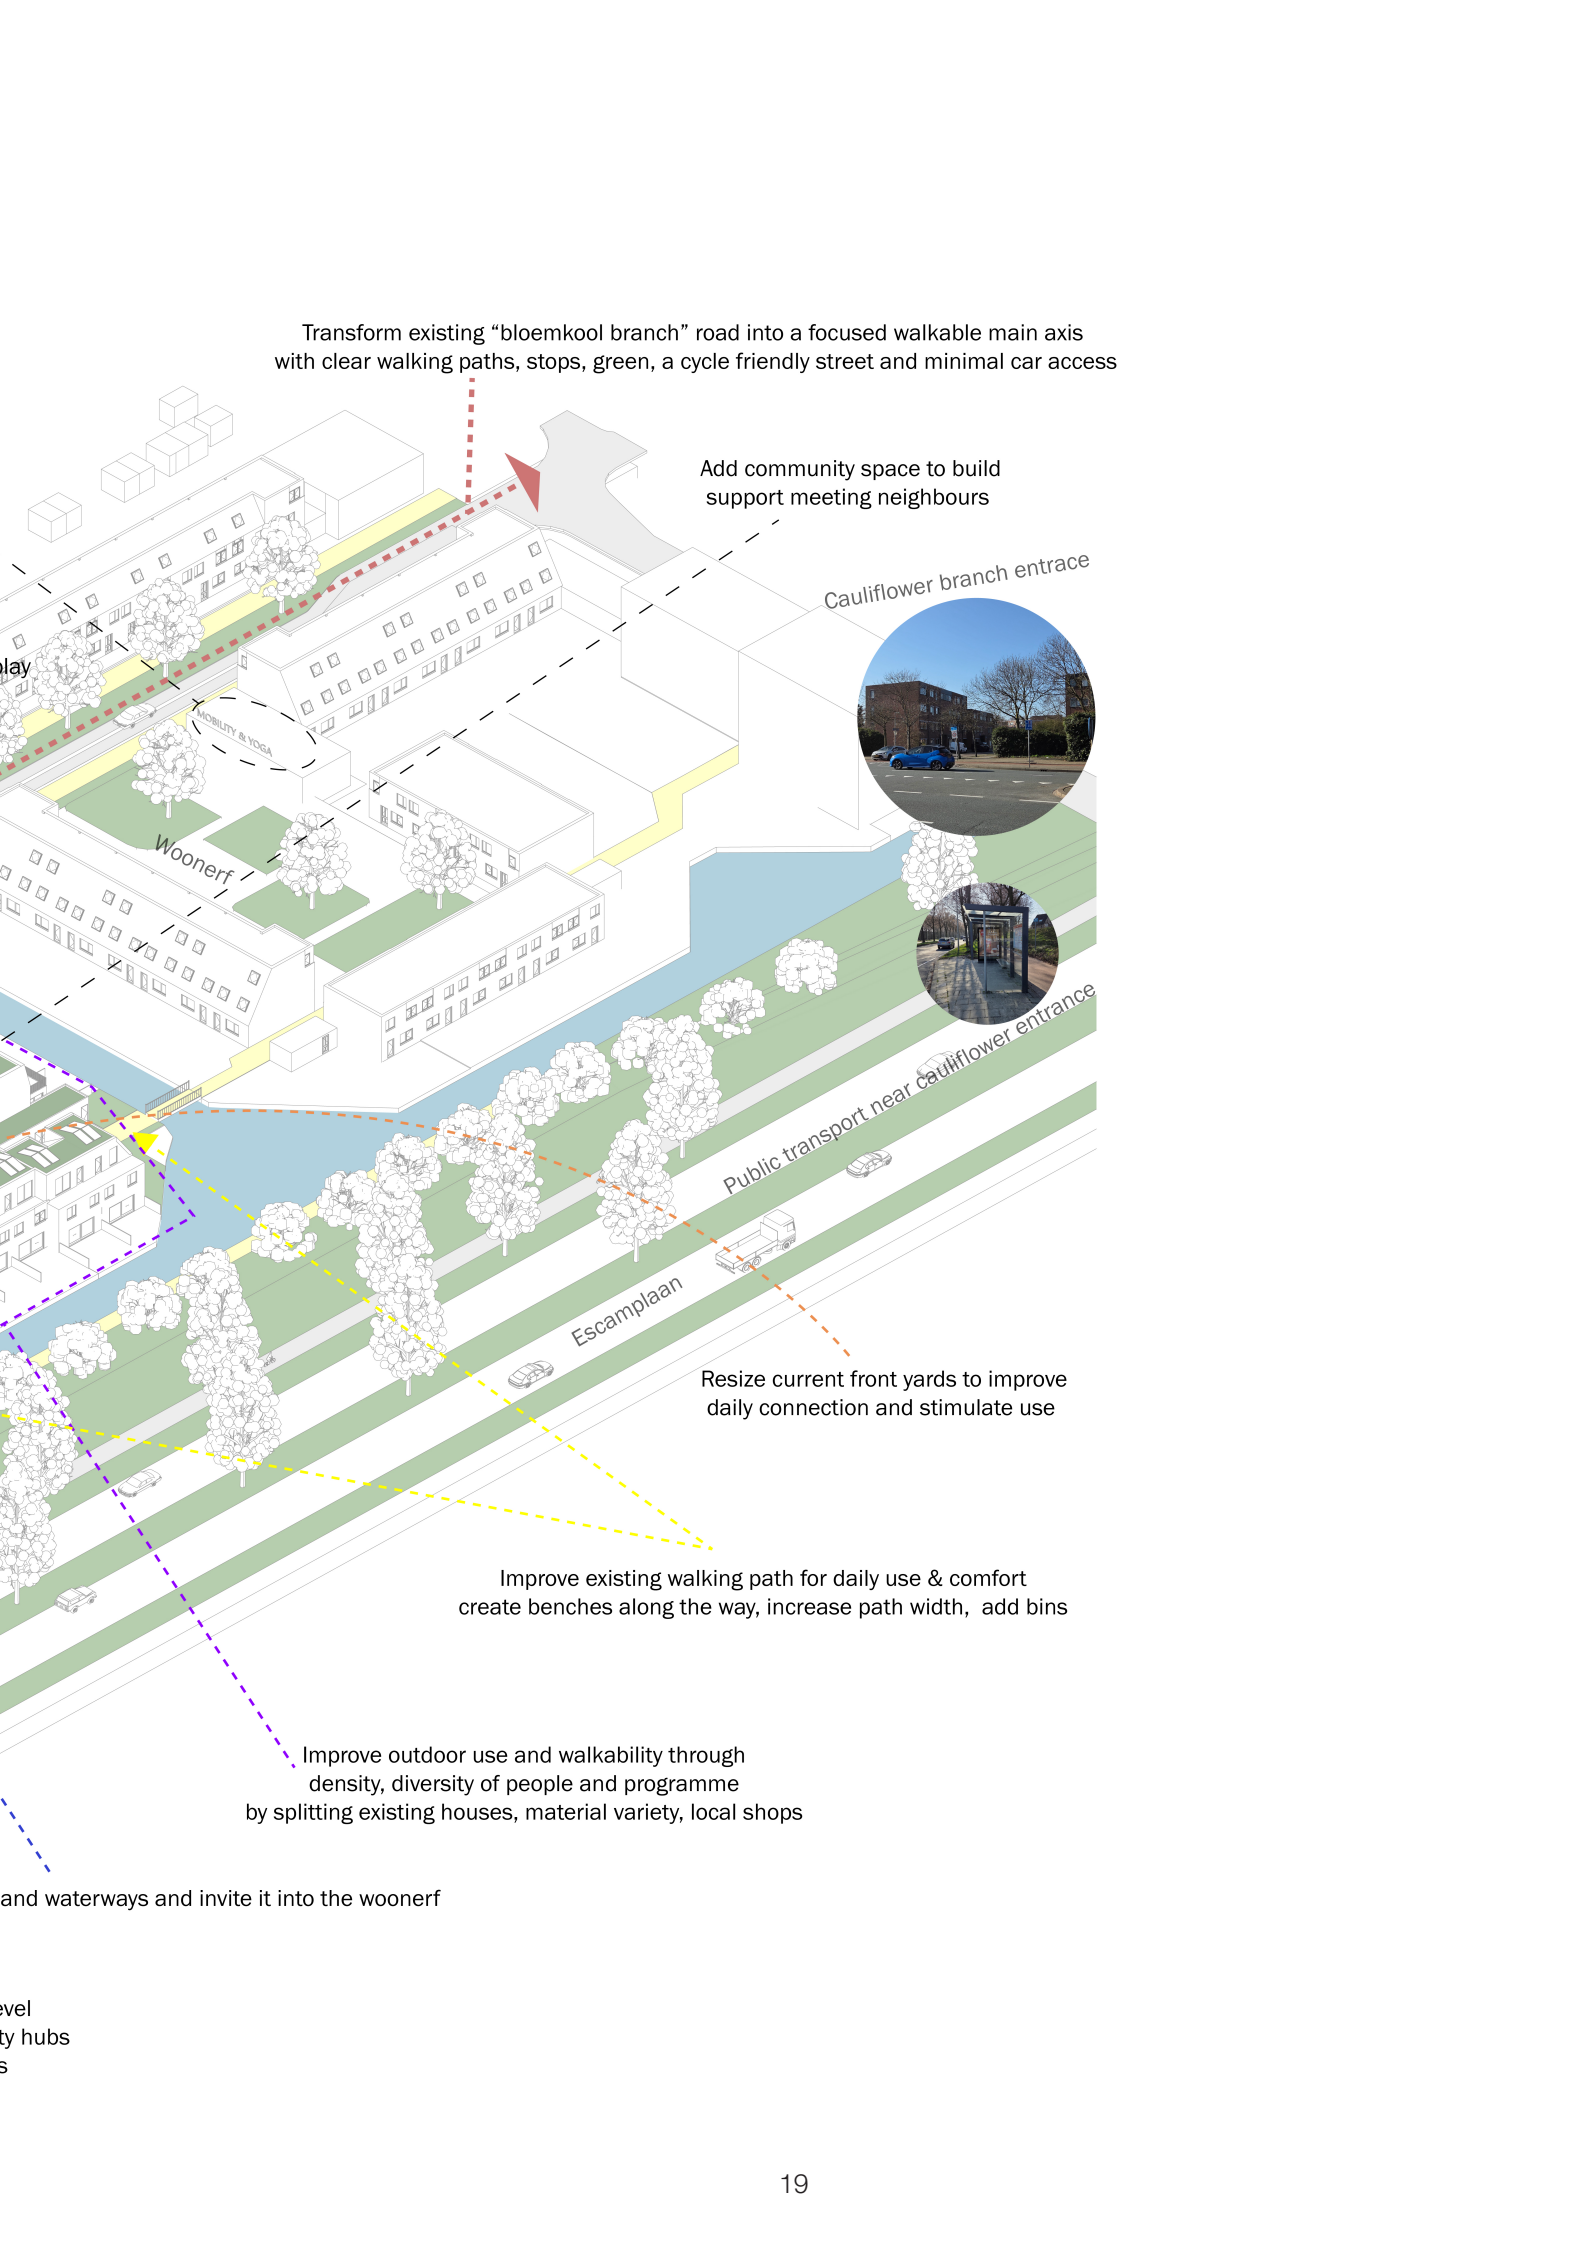 Transform existing “bloemkool branch” road into a focused walkable main axis
with clear walking paths, stops, green, a cycle friendly street and minimal car access
Add community space to build
support meeting neighbours
Cauliflower branch entrace
play
MOBILITY & YOGA
Woonerf
Public transport near cauliflower entrance
Escamplaan
Resize current front yards to improve
daily connection and stimulate use
Improve existing walking path for daily use & comfort
create benches along the way, increase path width,  add bins
Improve outdoor use and walkability through
density, diversity of people and programme
by splitting existing houses, material variety, local shops
and waterways and invite it into the woonerf
evel
ty hubs
s
19